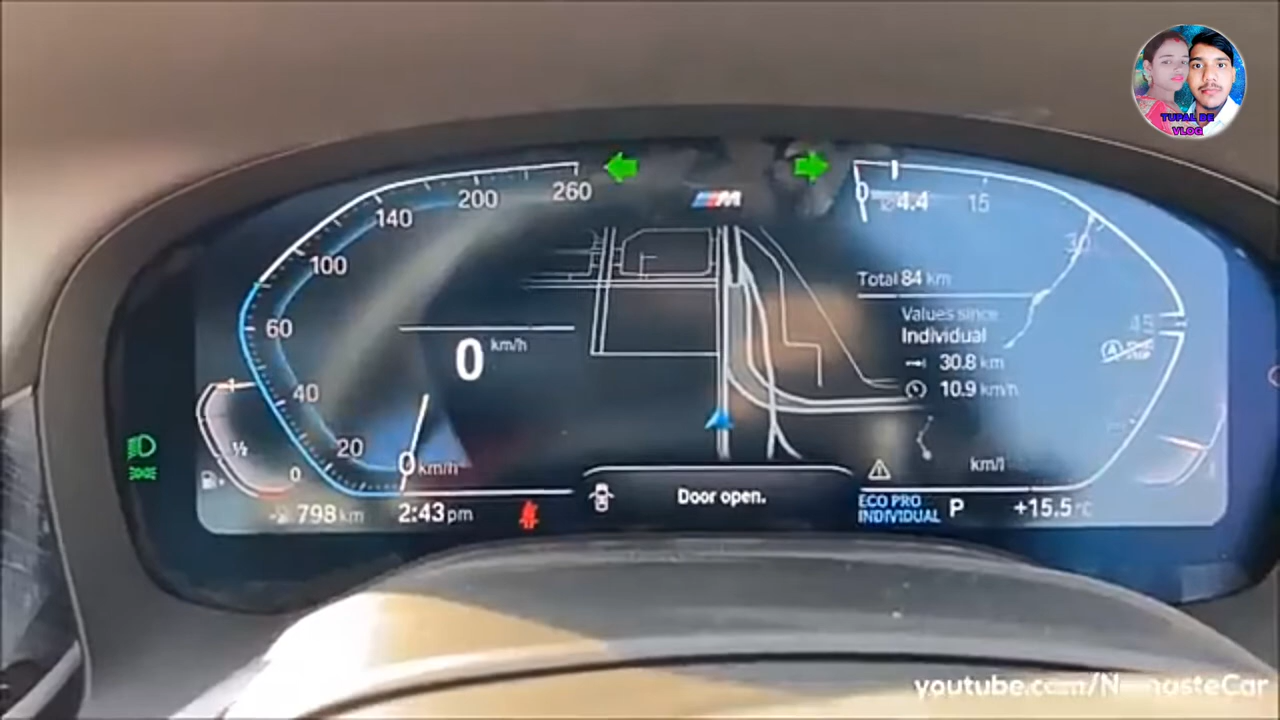 TUPAL DE
VLOG
260
200
140
100
60
40
20
0 km/h
0 km/h
M
0
4.4
15
30
45
Total 84 km
Values since
Individual
30.8 km
10.9 km/h
km/l
1
½
0
798 km
2:43 pm
Door open.
ECO PRO
INDIVIDUAL
P
+15.5 °C